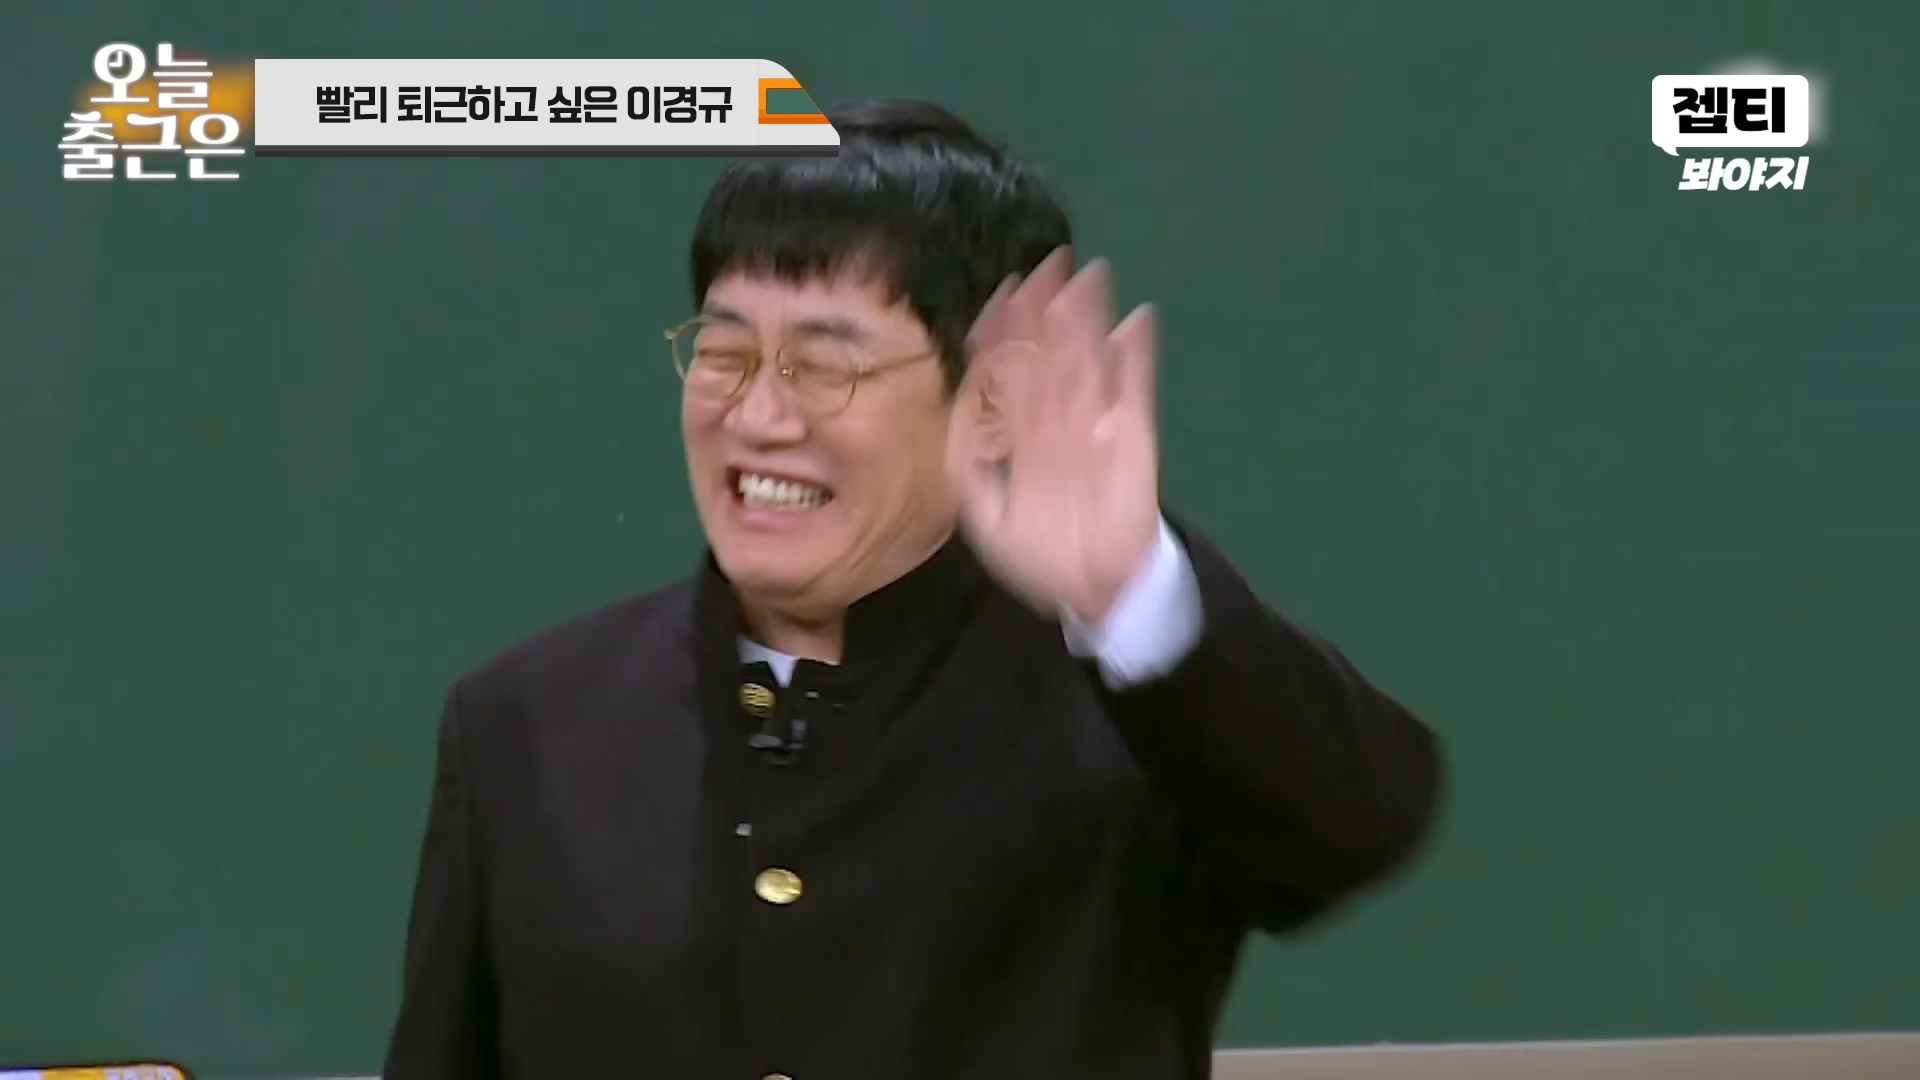 오늘
출근은
빨리 퇴근하고 싶은 이경규
젭티
봐야지